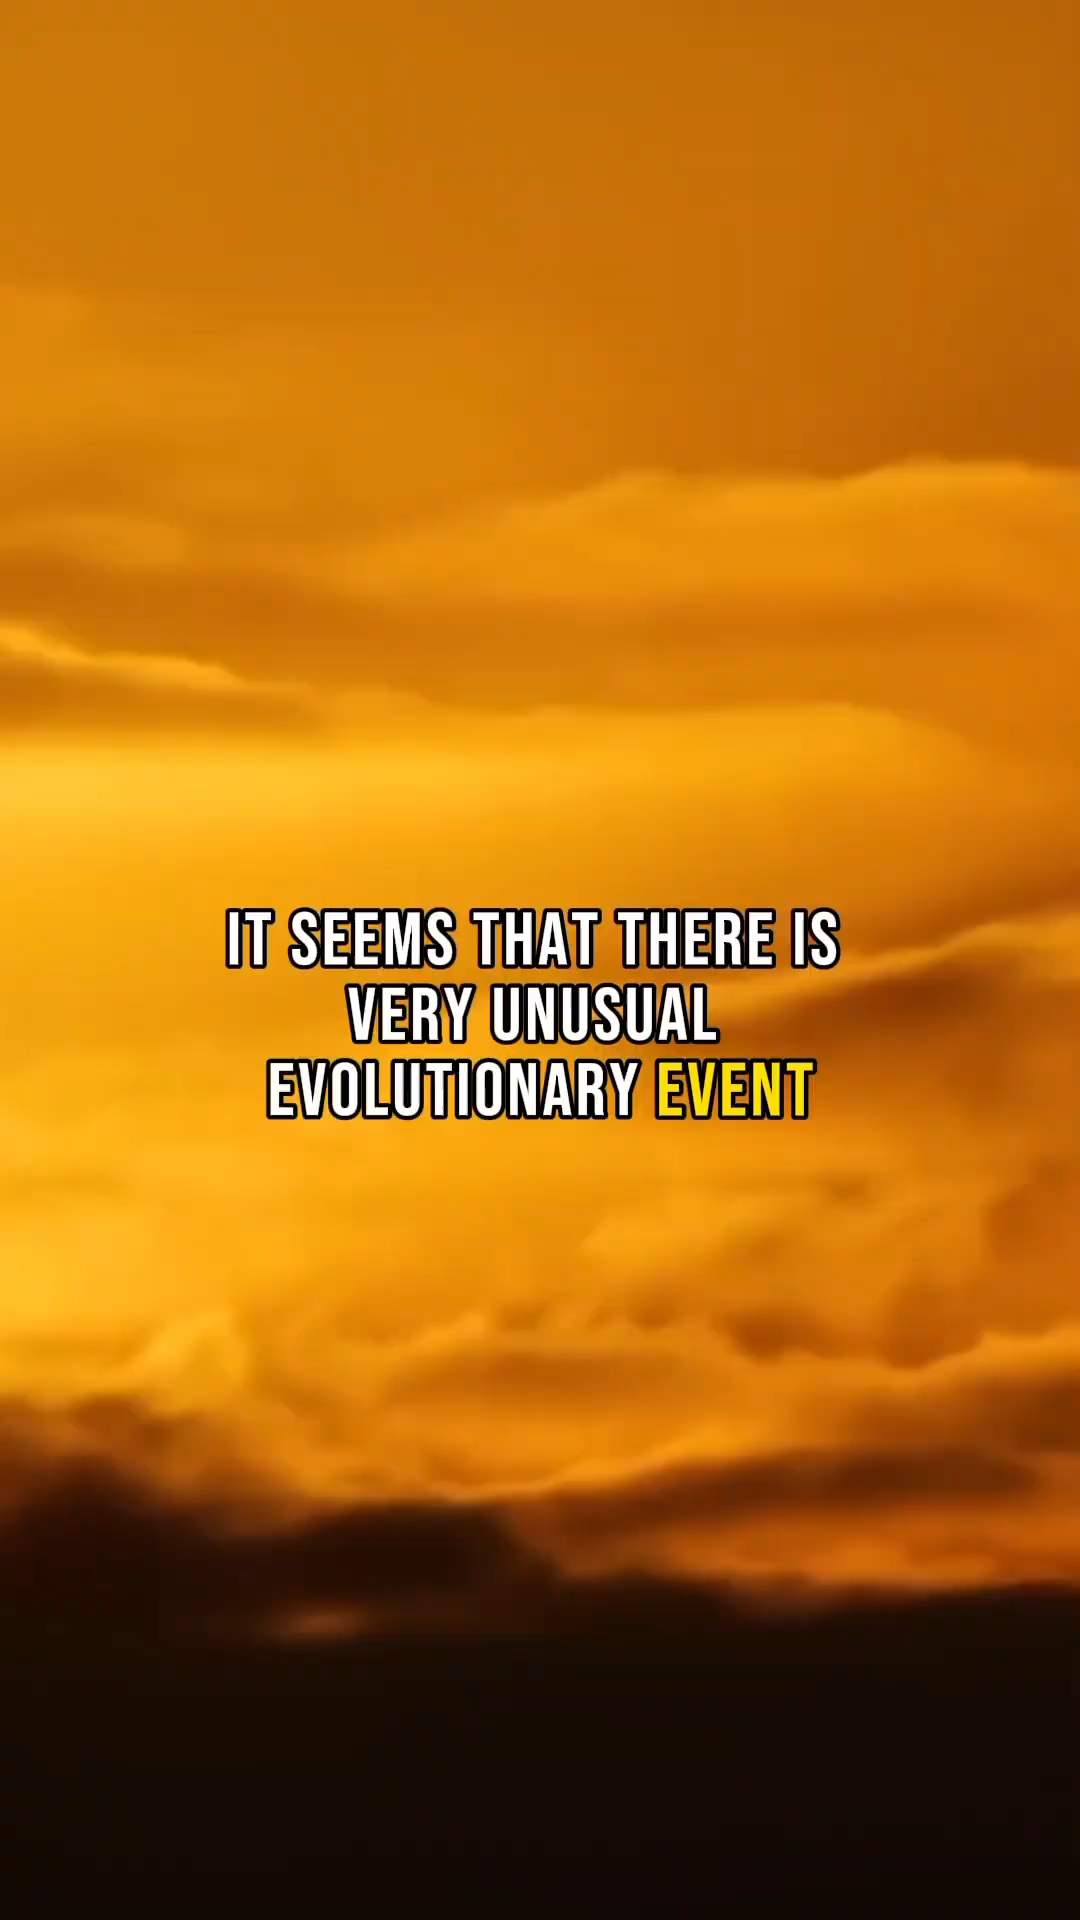 IT SEEMS THAT THERE IS
VERY UNUSUAL
EVOLUTIONARY EVENT